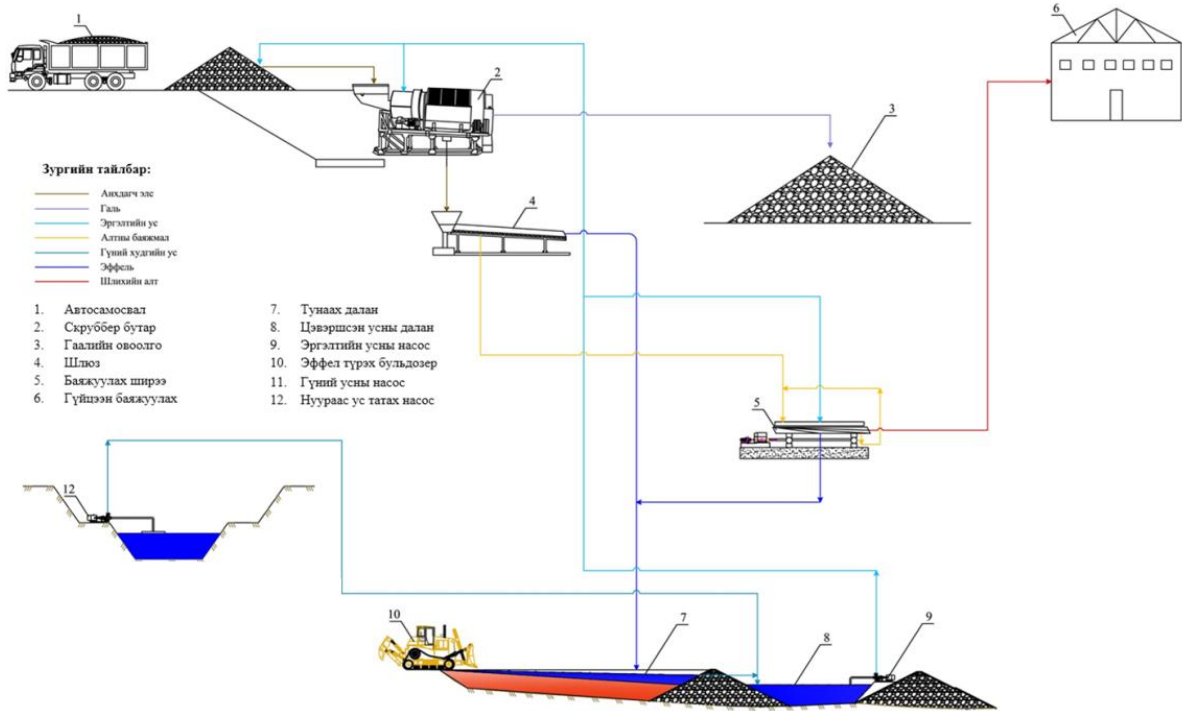 1
6
2
3
Зургийн тайлбар:
Анхдагч элс
Галь
Эргэлтийн ус
Алтны баяжмал
Гүний худгийн ус
Эффель
Шлихийн алт
4
1. Автосамосвал
2. Скруббер бутар
3. Гаалийн овоолго
4. Шлюз
5. Баяжуулах ширээ
6. Гүйцээн баяжуулах
7. Тунаах далан
8. Цэвэршсэн усны далан
9. Эргэлтийн усны насос
10. Эффел түрэх бульдозер
11. Гүний усны насос
12. Нуураас ус татах насос
5
12
10
7
8
9